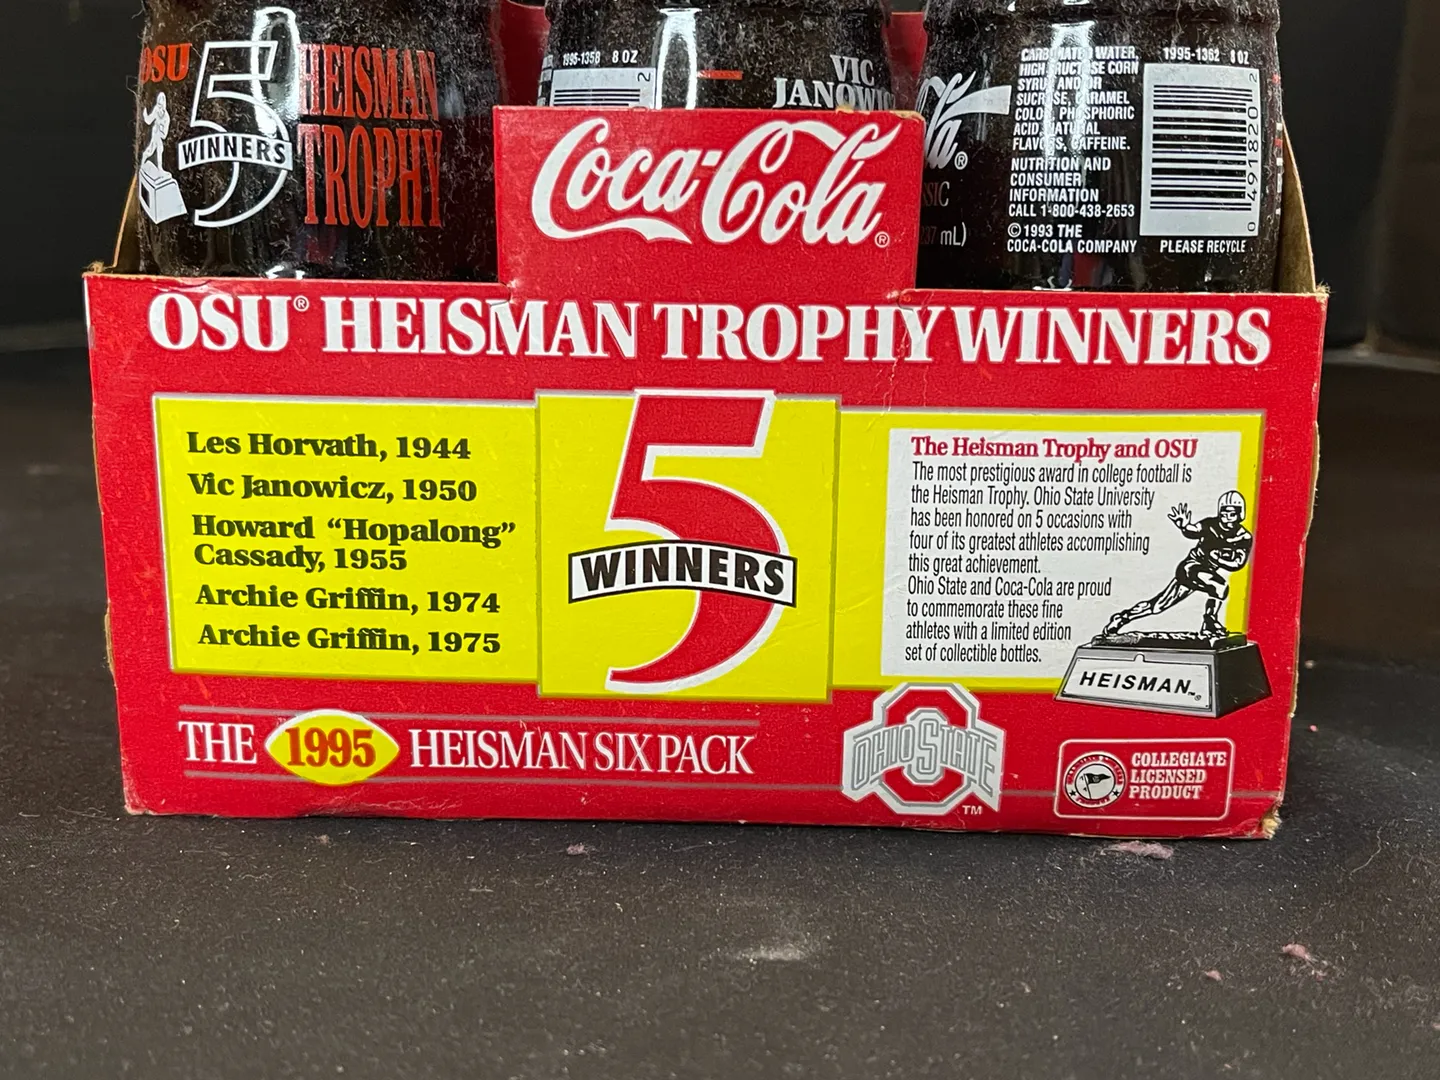 OSU
5
WINNERS
HEISMAN
TROPHY
1995-1358 8 OZ
2
VIC
CARBONATED WATER,
HIGH FRUCTOSE CORN
SYRUP AND/OR
SUCROSE, CARAMEL
COLOR, PHOSPHORIC
ACID, NATURAL
FLAVORS, CAFFEINE.
NUTRITION AND
CONSUMER
INFORMATION
CALL 1-800-438-2653
©1993 THE
COCA-COLA COMPANY
mL)
1995-1362 8 OZ
2
0 491820
PLEASE RECYCLE
Coca-Cola®
OSU® HEISMAN TROPHY WINNERS
Les Horvath, 1944
Vic Janowicz, 1950
Howard “Hopalong”
Cassady, 1955
Archie Griffin, 1974
Archie Griffin, 1975
5
WINNERS
The Heisman Trophy and OSU
The most prestigious award in college football is
the Heisman Trophy. Ohio State University
has been honored on 5 occasions with
four of its greatest athletes accomplishing
this great achievement.
Ohio State and Coca-Cola are proud
to commemorate these fine
athletes with a limited edition
set of collectible bottles.
HEISMAN™®
THE 1995 HEISMAN SIX PACK
OHIO STATE
TM
COLLEGIATE
LICENSED
PRODUCT